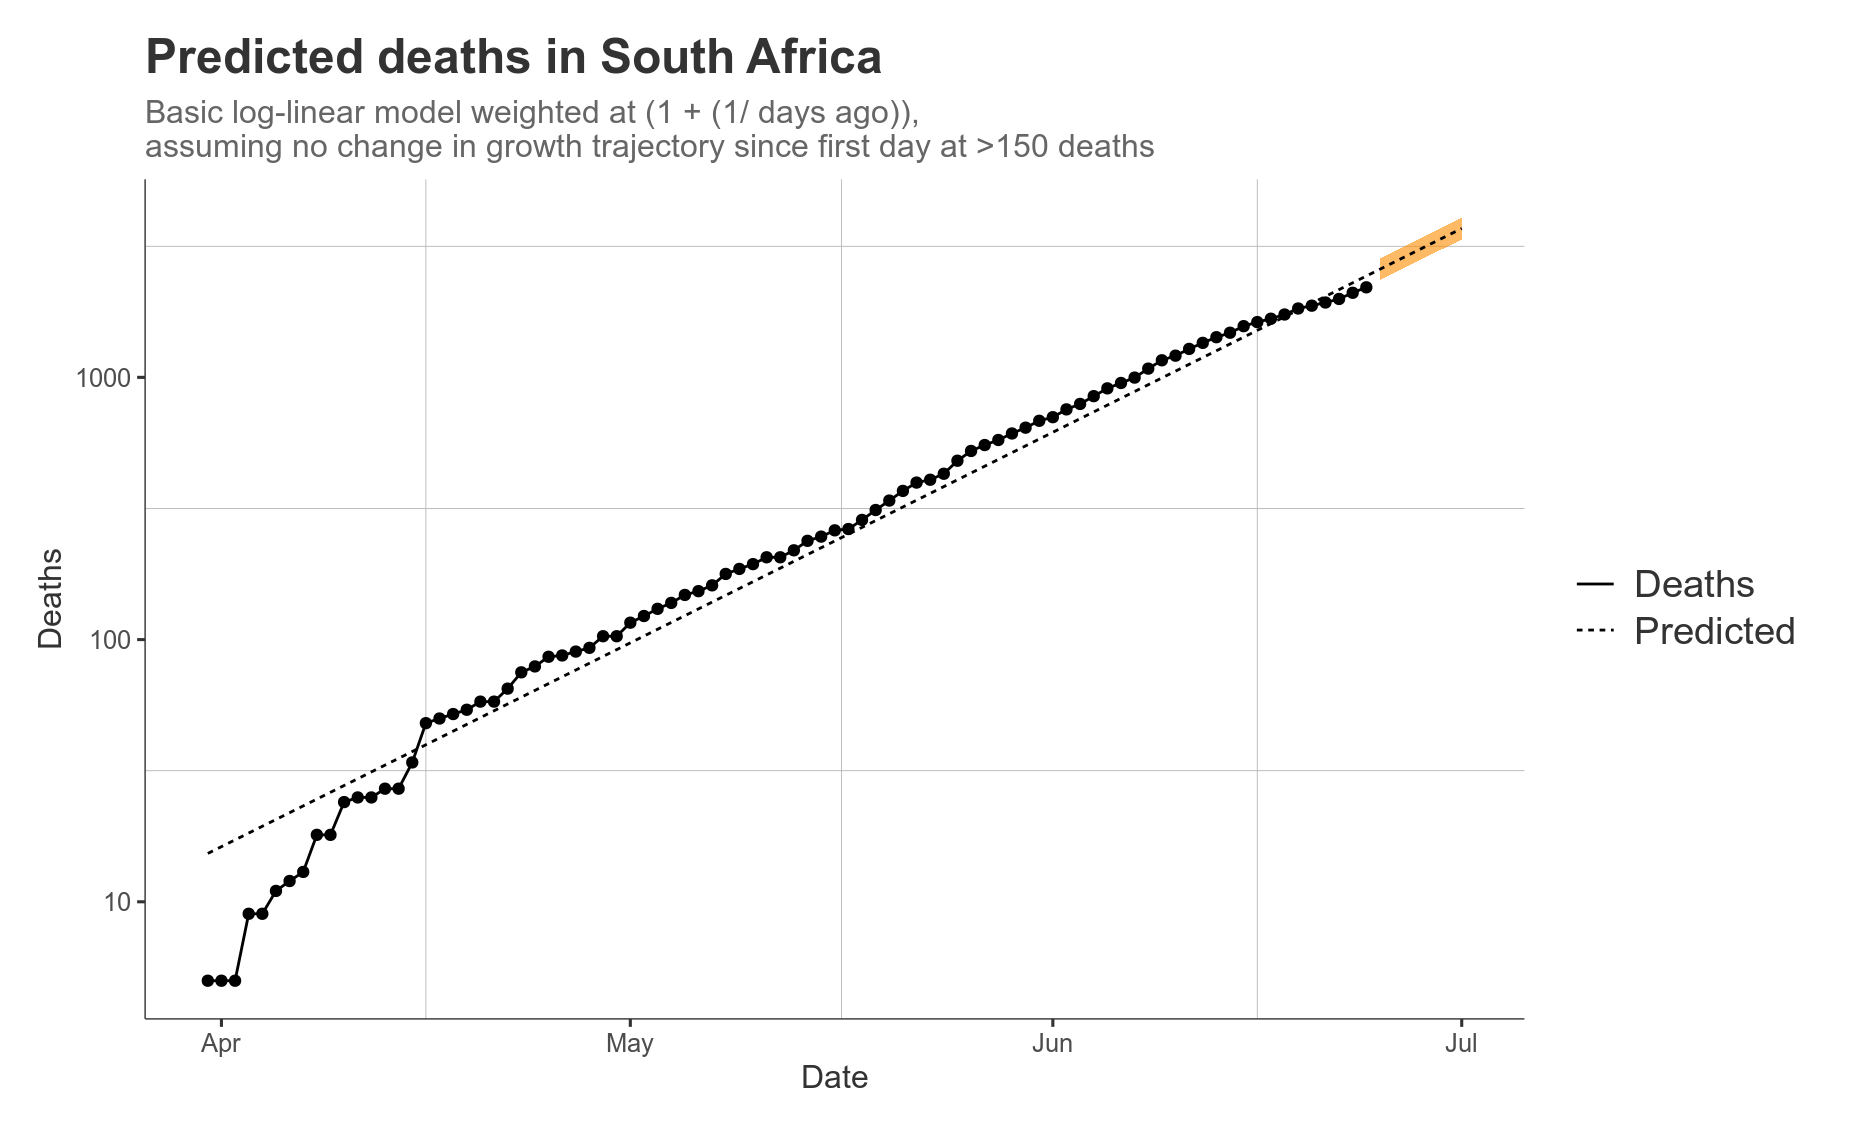 Predicted deaths in South Africa
Basic log-linear model weighted at (1 + (1/ days ago)),
assuming no change in growth trajectory since first day at >150 deaths
Deaths
1000
100
10
Apr
May
Jun
Jul
Date
Deaths
Predicted